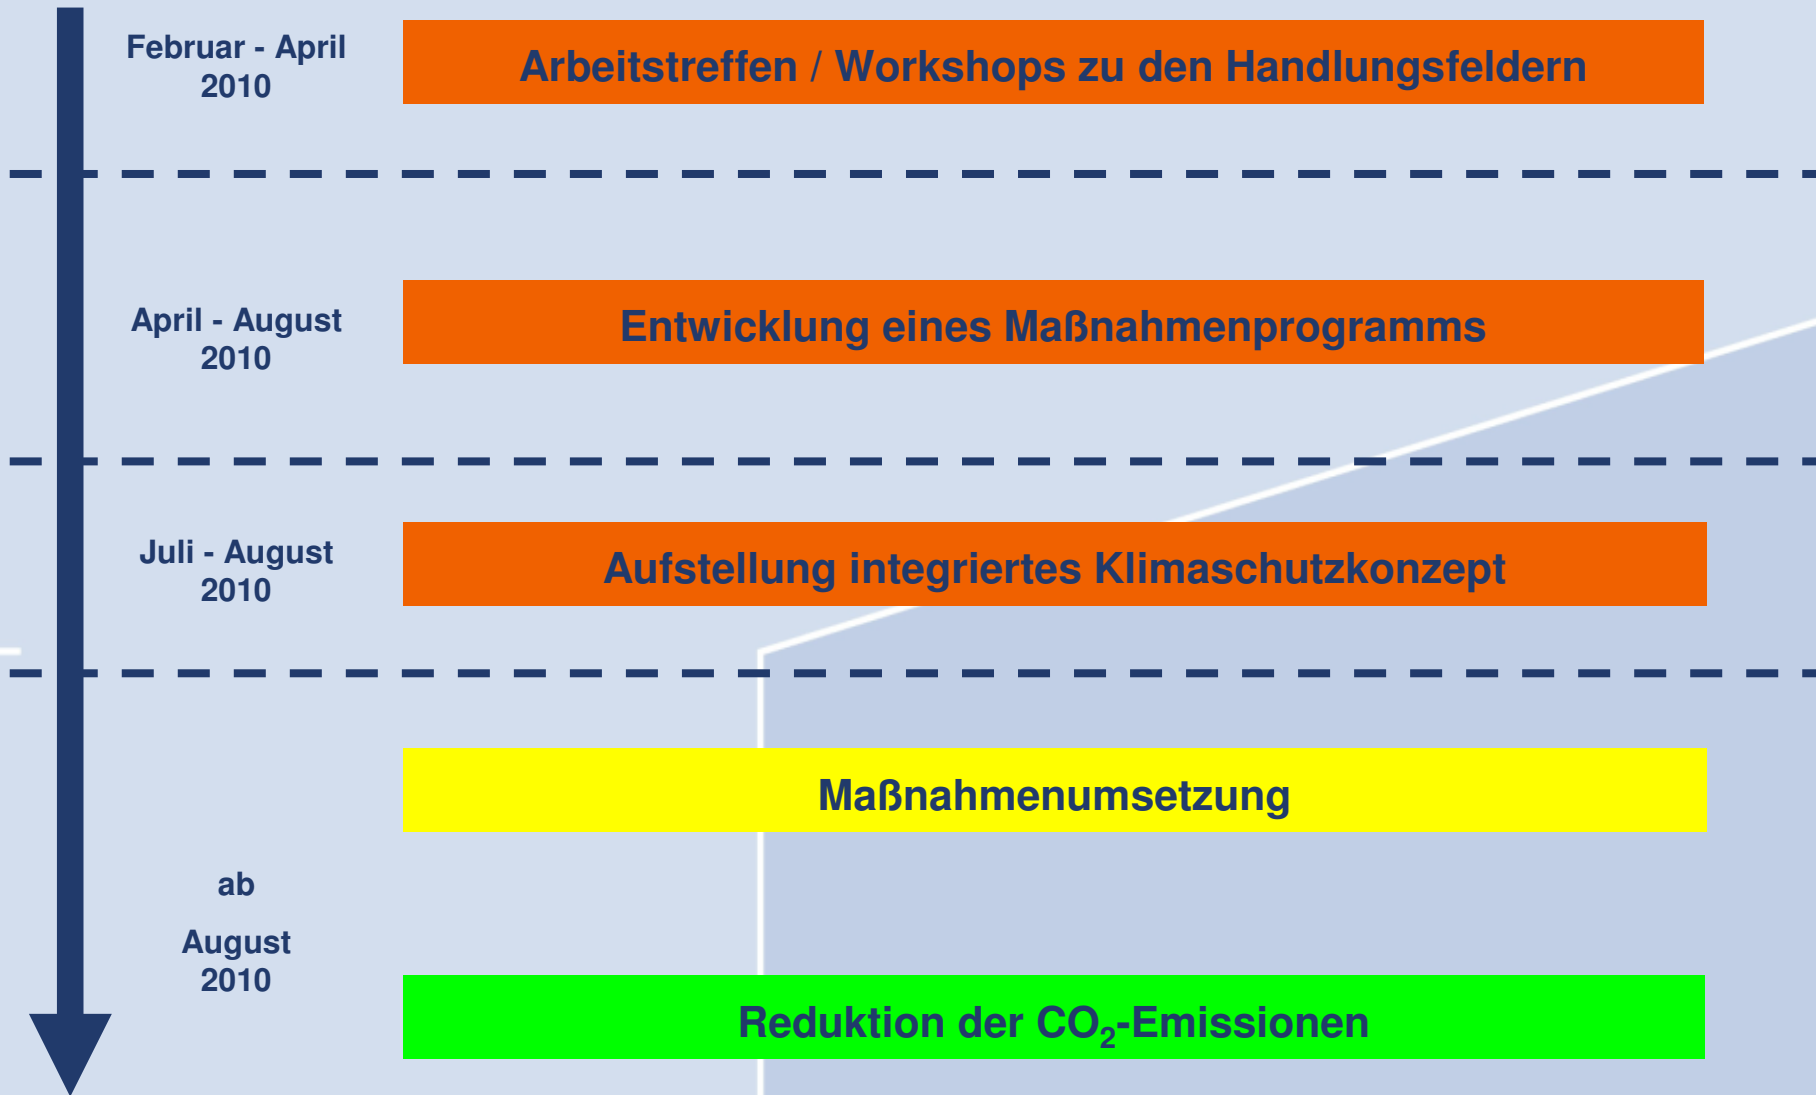 Februar - April
2010
Arbeitstreffen / Workshops zu den Handlungsfeldern
April - August
2010
Entwicklung eines Maßnahmenprogramms
Juli - August
2010
Aufstellung integriertes Klimaschutzkonzept
Maßnahmenumsetzung
ab
August
2010
Reduktion der CO₂-Emissionen